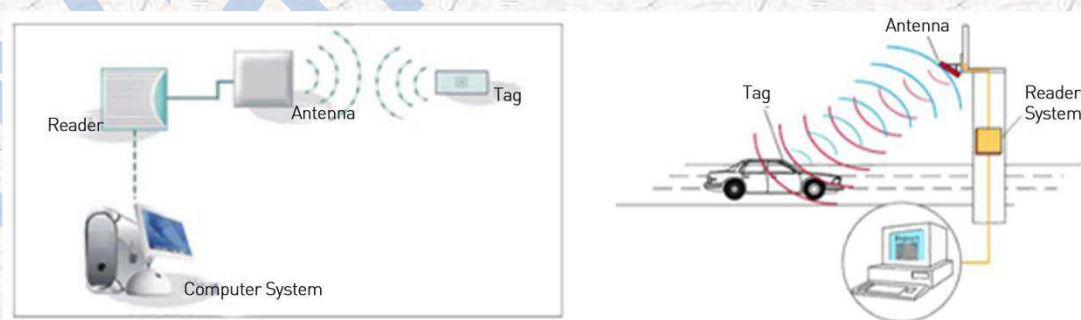 Reader
Antenna
Tag
Computer System
Antenna
Tag
Reader
System